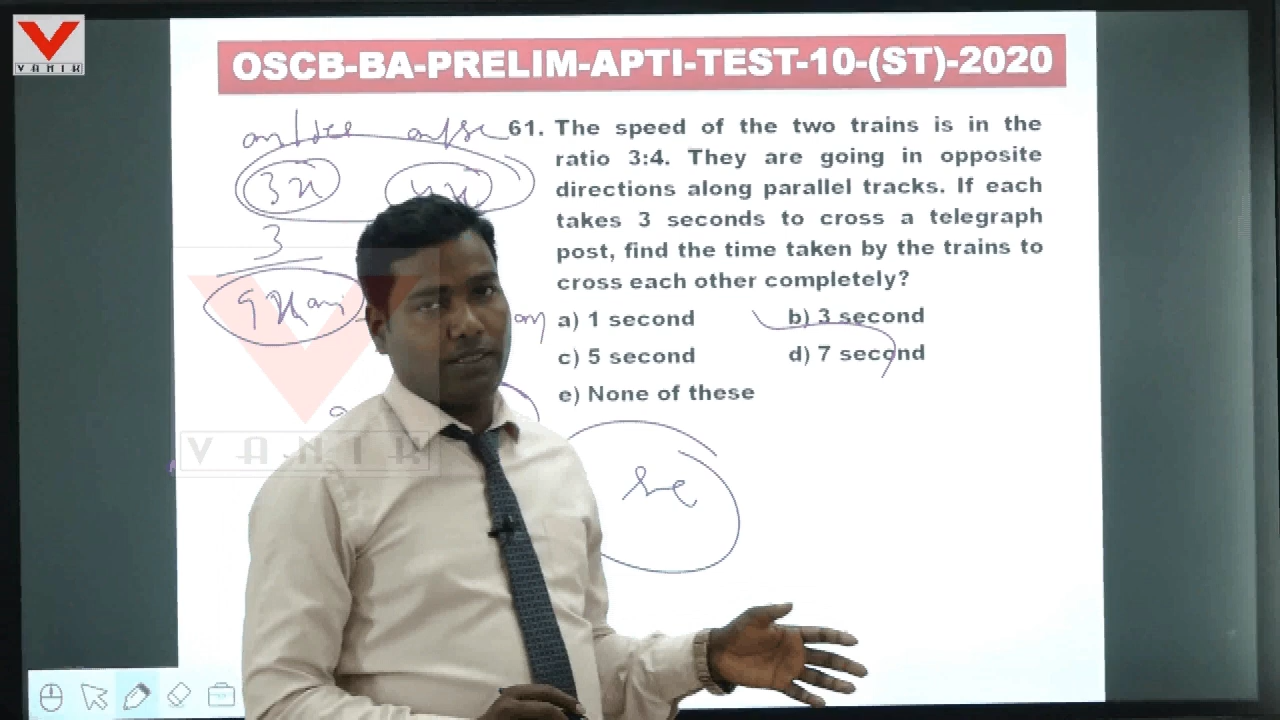 VANIK
OSCB-BA-PRELIM-APTI-TEST-10-(ST)-2020
61. The speed of the two trains is in the
ratio 3:4. They are going in opposite
directions along parallel tracks. If each
takes 3 seconds to cross a telegraph
post, find the time taken by the trains to
cross each other completely?
a) 1 second b) 3 second
c) 5 second d) 7 second
e) None of these
3x 4x
3
9x
VANIK